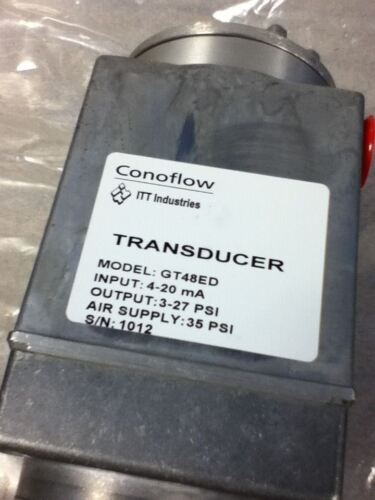 Conoflow
ITT Industries
TRANSDUCER
MODEL: GT48ED
INPUT: 4-20 mA
OUTPUT: 3-27 PSI
AIR SUPPLY: 35 PSI
S/N: 1012